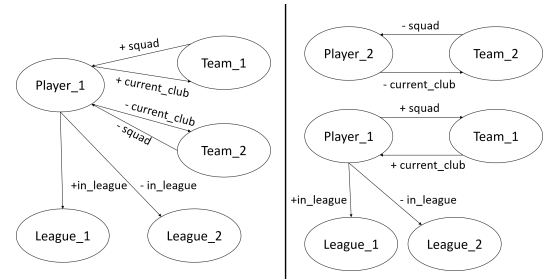 + squad
Team_1
Player_1
+ current_club
- current_club
- squad
Team_2
+in_league
- in_league
League_1
League_2
- squad
Player_2
Team_2
- current_club
+ squad
Player_1
Team_1
+ current_club
+in_league
- in_league
League_1
League_2